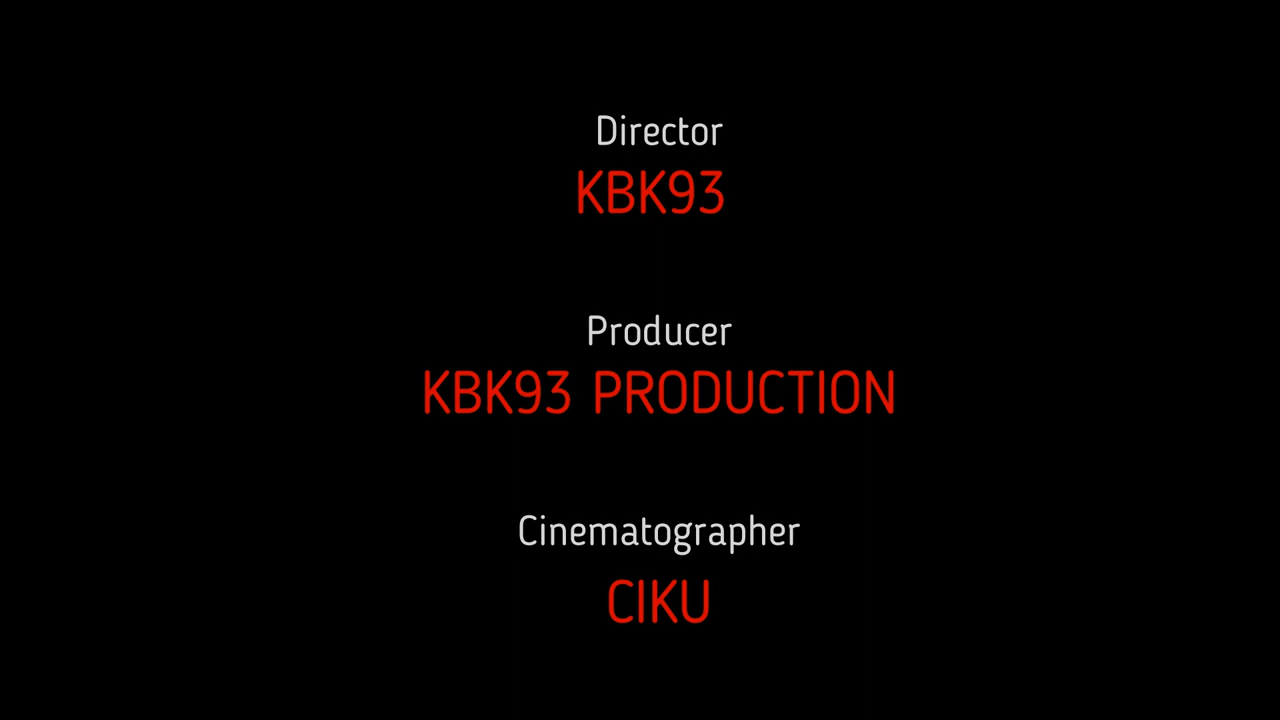 Director
KBK93
Producer
KBK93 PRODUCTION
Cinematographer
CIKU